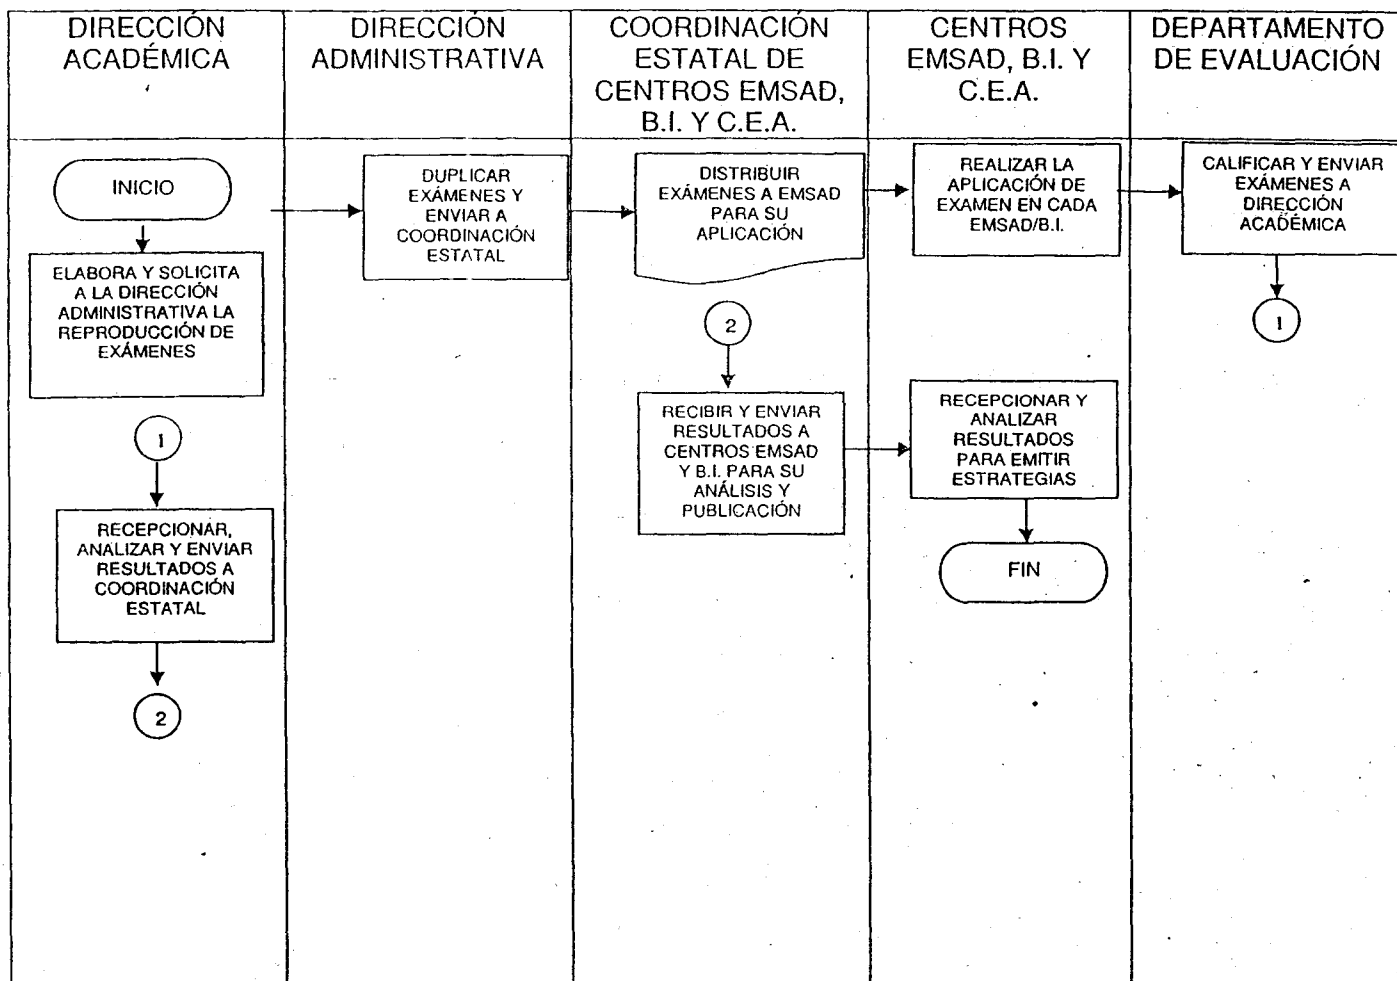 DIRECCIÓN
ACADÉMICA
DIRECCIÓN
ADMINISTRATIVA
COORDINACIÓN
ESTATAL DE
CENTROS EMSAD,
B.I. Y C.E.A.
CENTROS
EMSAD, B.I. Y
C.E.A.
DEPARTAMENTO
DE EVALUACIÓN
INICIO
ELABORA Y SOLICITA
A LA DIRECCIÓN
ADMINISTRATIVA LA
REPRODUCCIÓN DE
EXÁMENES
1
RECEPCIONAR,
ANALIZAR Y ENVIAR
RESULTADOS A
COORDINACIÓN
ESTATAL
2
DUPLICAR
EXÁMENES Y
ENVIAR A
COORDINACIÓN
ESTATAL
DISTRIBUIR
EXÁMENES A EMSAD
PARA SU
APLICACIÓN
2
RECIBIR Y ENVIAR
RESULTADOS A
CENTROS EMSAD
Y B.I. PARA SU
ANÁLISIS Y
PUBLICACIÓN
REALIZAR LA
APLICACIÓN DE
EXAMEN EN CADA
EMSAD/B.I.
RECEPCIONAR Y
ANALIZAR
RESULTADOS
PARA EMITIR
ESTRATEGIAS
FIN
CALIFICAR Y ENVIAR
EXÁMENES A
DIRECCIÓN
ACADÉMICA
1